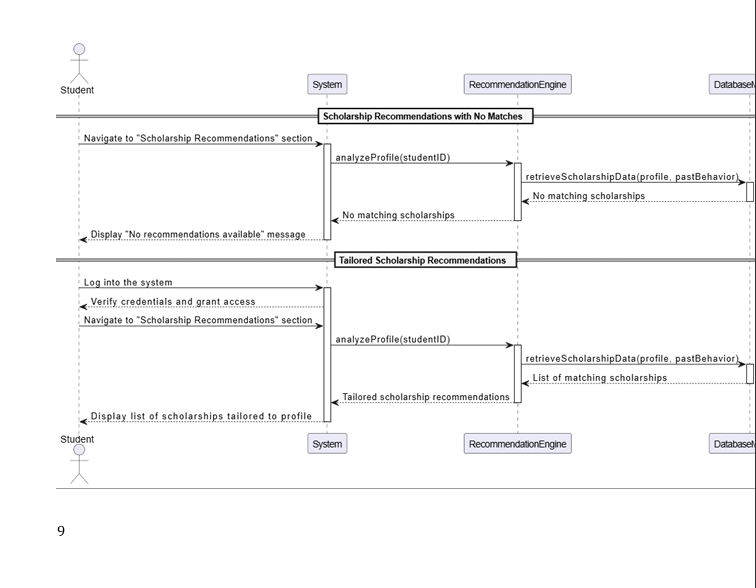 Student
System
RecommendationEngine
Scholarship Recommendations with No Matches
Navigate to "Scholarship Recommendations" section
analyzeProfile(studentID)
retrieveScholarshipData(profile, pastBehavior)
No matching scholarships
No matching scholarships
Display "No recommendations available" message
Tailored Scholarship Recommendations
Log into the system
Verify credentials and grant access
Navigate to "Scholarship Recommendations" section
analyzeProfile(studentID)
retrieveScholarshipData(profile, pastBehavior)
List of matching scholarships
Tailored scholarship recommendations
Display list of scholarships tailored to profile
Student
System
RecommendationEngine
9